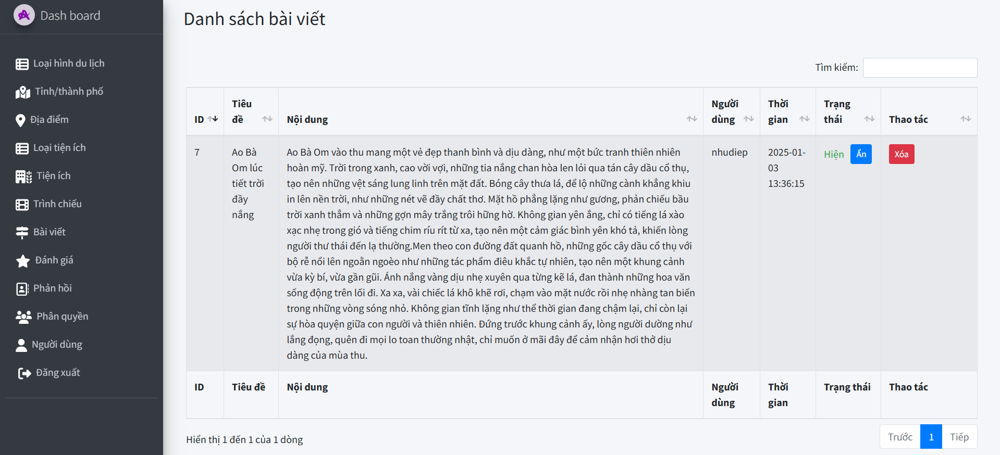 Dash board
Loại hình du lịch
Tỉnh/thành phố
Địa điểm
Loại tiện ích
Tiện ích
Trình chiếu
Bài viết
Đánh giá
Phản hồi
Phân quyền
Người dùng
Đăng xuất
Danh sách bài viết
Tìm kiếm:
ID
Tiêu
đề
Nội dung
Người
dùng
Thời
gian
Trạng
thái
Thao tác
7
Ao Bà
Om lúc
tiết trời
đầy
nắng
Ao Bà Om vào thu mang một vẻ đẹp thanh bình và dịu dàng, như một bức tranh thiên nhiên
hoàn mỹ. Trời trong xanh, cao vời vợi, những tia nắng chan hòa len lỏi qua tán cây dầu cổ thụ,
tạo nên những vệt sáng lung linh trên mặt đất. Bóng cây thưa lá, để lộ những cành khẳng khiu
in lên nền trời, như những nét vẽ đầy chất thơ. Mặt hồ phẳng lặng như gương, phản chiếu bầu
trời xanh thẳm và những gợn mây trắng trôi hững hờ. Không gian yên ắng, chỉ có tiếng lá xào
xạc nhẹ trong gió và tiếng chim ríu rít từ xa, tạo nên một cảm giác bình yên khó tả, khiến lòng
người thư thái đến lạ thường.Men theo con đường đất quanh hồ, những gốc cây dầu cổ thụ với
bộ rễ nổi lên ngoằn ngoèo như những tác phẩm điêu khắc tự nhiên, tạo nên một khung cảnh
vừa kỳ bí, vừa gần gũi. Ánh nắng vàng dịu nhẹ xuyên qua từng kẽ lá, đan thành những hoa văn
sống động trên lối đi. Xa xa, vài chiếc lá khô khẽ rơi, chạm vào mặt nước rồi nhẹ nhàng tan biến
trong những vòng sóng nhỏ. Không gian tĩnh lặng như thể thời gian đang chậm lại, chỉ còn lại
sự hòa quyện giữa con người và thiên nhiên. Đứng trước khung cảnh ấy, lòng người dường như
lắng đọng, quên đi mọi lo toan thường nhật, chỉ muốn ở mãi đây để cảm nhận hơi thở dịu
dàng của mùa thu.
nhudiep
2025-01-
03
13:36:15
Hiện
Ẩn
Xóa
ID
Tiêu đề
Nội dung
Người
dùng
Thời
gian
Trạng thái
Thao tác
Hiển thị 1 đến 1 của 1 dòng
Trước
1
Tiếp